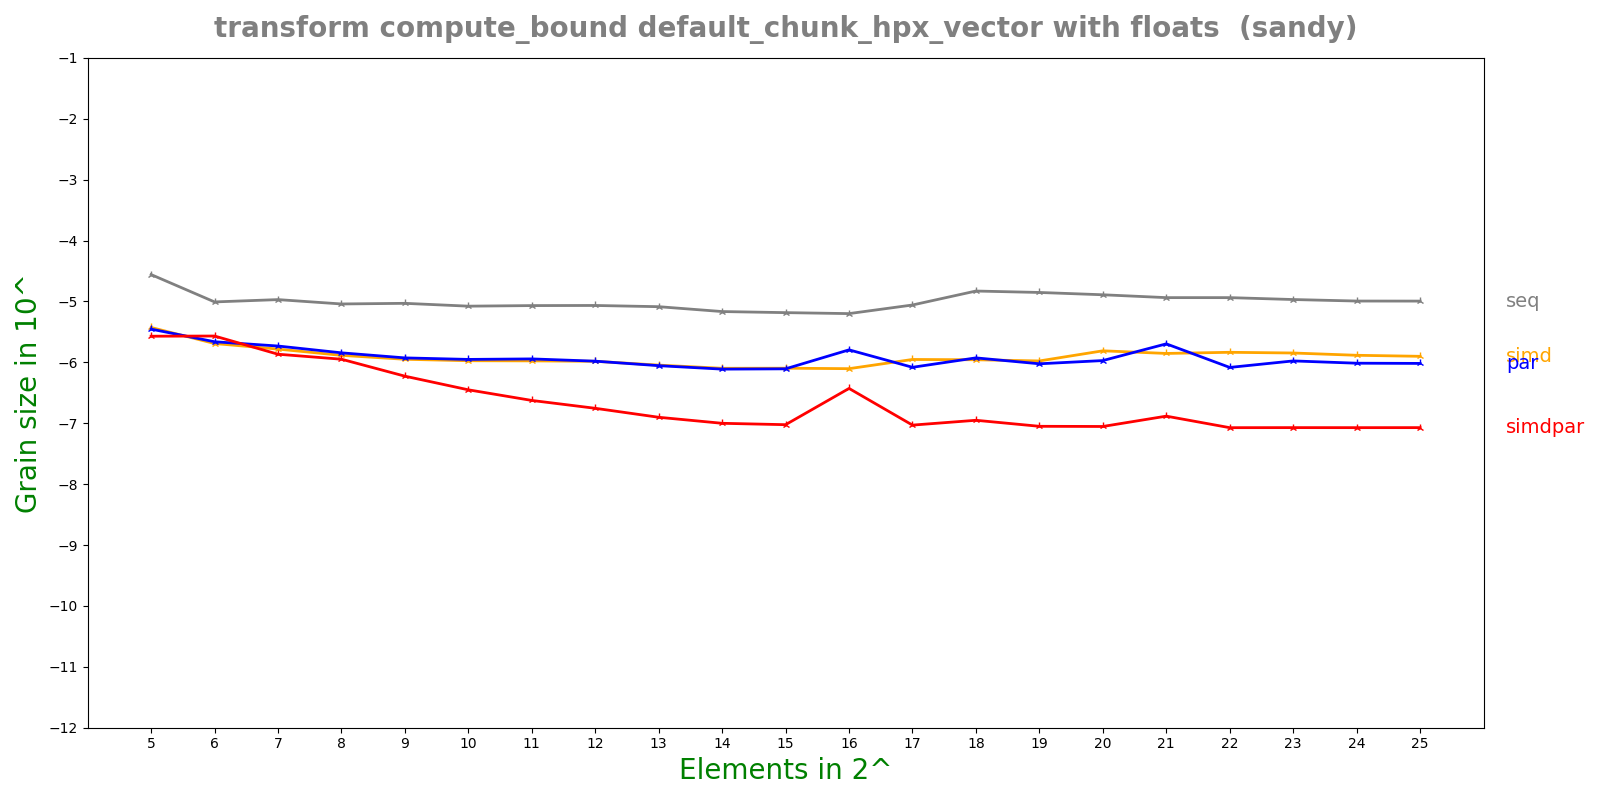 transform compute_bound default_chunk_hpx_vector with floats (sandy)
Grain size in 10^
−1
−2
−3
−4
−5
−6
−7
−8
−9
−10
−11
−12
seq
simd
par
simdpar
5 6 7 8 9 10 11 12 13 14 15 16 17 18 19 20 21 22 23 24 25
Elements in 2^